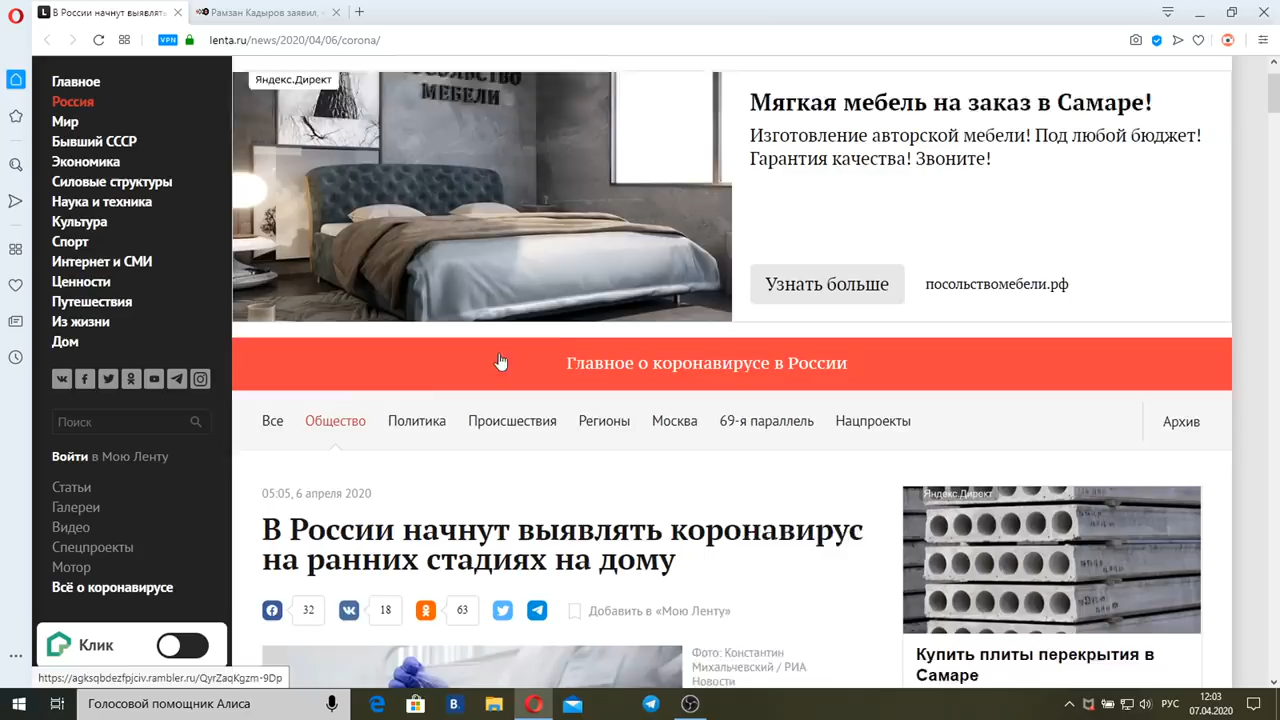 В России начнут выявлять
Рамзан Кадыров заявил,
VPN
lenta.ru/news/2020/04/06/corona/
Главное
Россия
Мир
Бывший СССР
Экономика
Силовые структуры
Наука и техника
Культура
Спорт
Интернет и СМИ
Ценности
Путешествия
Из жизни
Дом
Поиск
Войти в Мою Ленту
Статьи
Галереи
Видео
Спецпроекты
Мотор
Всё о коронавирусе
Клик
https://agksqbdezfpjciv.rambler.ru/QyrZaqKgzm-9Dp
Яндекс.Директ
МЕБЕЛИ
Мягкая мебель на заказ в Самаре!
Изготовление авторской мебели! Под любой бюджет!
Гарантия качества! Звоните!
Узнать больше
посольствомебели.рф
Главное о коронавирусе в России
Все
Общество
Политика
Происшествия
Регионы
Москва
69-я параллель
Нацпроекты
Архив
05:05, 6 апреля 2020
В России начнут выявлять коронавирус
на ранних стадиях на дому
32
18
63
Добавить в «Мою Ленту»
Фото: Константин
Михальчевский / РИА
Новости
Яндекс.Директ
Купить плиты перекрытия в
Самаре
Голосовой помощник Алиса
РУС
12:03
07.04.2020